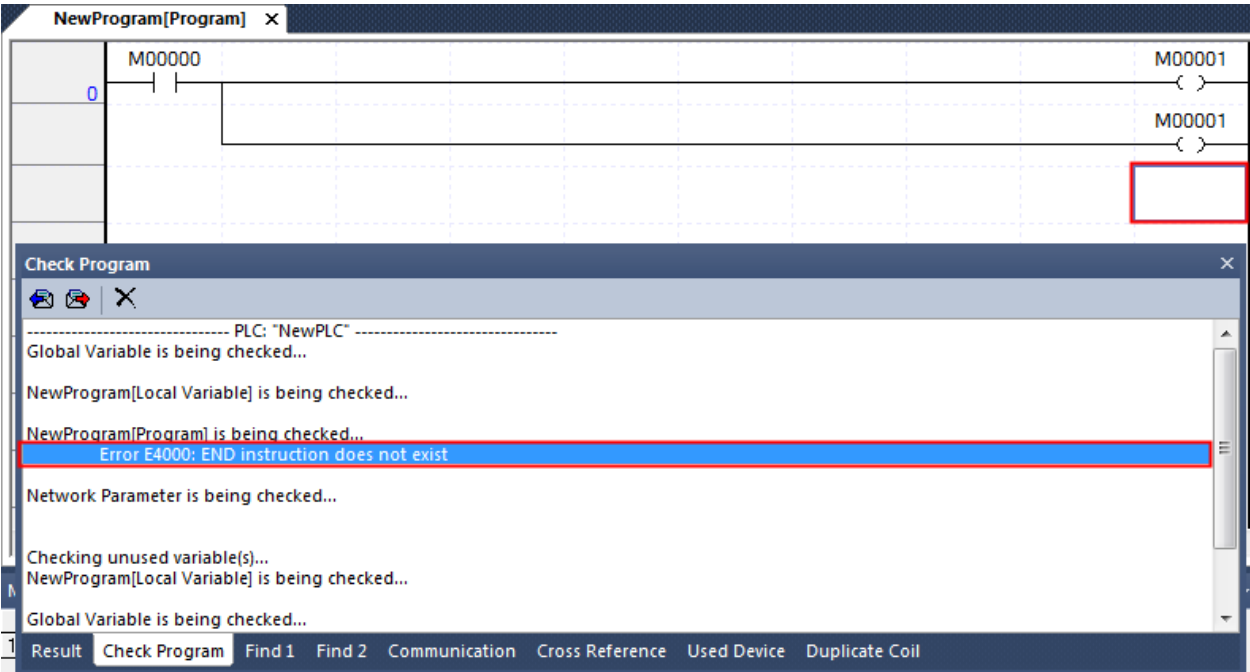 NewProgram[Program]
M00000 M00001
0
M00001
Check Program
-------------------------------- PLC: "NewPLC" --------------------------------
Global Variable is being checked...
NewProgram[Local Variable] is being checked...
NewProgram[Program] is being checked...
Error E4000: END instruction does not exist
Network Parameter is being checked...
Checking unused variable(s)...
NewProgram[Local Variable] is being checked...
Global Variable is being checked...
Result Check Program Find 1 Find 2 Communication Cross Reference Used Device Duplicate Coil